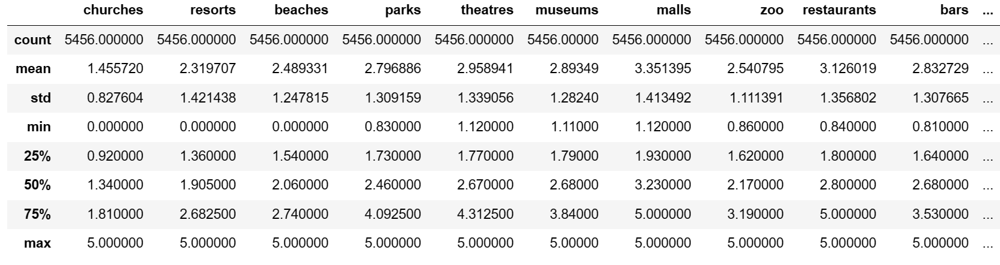 churches resorts beaches parks theatres museums malls zoo restaurants bars ...
count 5456.000000 5456.000000 5456.000000 5456.000000 5456.000000 5456.00000 5456.000000 5456.000000 5456.000000 5456.000000 ...
mean 1.455720 2.319707 2.489331 2.796886 2.958941 2.89349 3.351395 2.540795 3.126019 2.832729 ...
std 0.827604 1.421438 1.247815 1.309159 1.339056 1.28240 1.413492 1.111391 1.356802 1.307665 ...
min 0.000000 0.000000 0.000000 0.830000 1.120000 1.11000 1.120000 0.860000 0.840000 0.810000 ...
25% 0.920000 1.360000 1.540000 1.730000 1.770000 1.79000 1.930000 1.620000 1.800000 1.640000 ...
50% 1.340000 1.905000 2.060000 2.460000 2.670000 2.68000 3.230000 2.170000 2.800000 2.680000 ...
75% 1.810000 2.682500 2.740000 4.092500 4.312500 3.84000 5.000000 3.190000 5.000000 3.530000 ...
max 5.000000 5.000000 5.000000 5.000000 5.000000 5.00000 5.000000 5.000000 5.000000 5.000000 ...